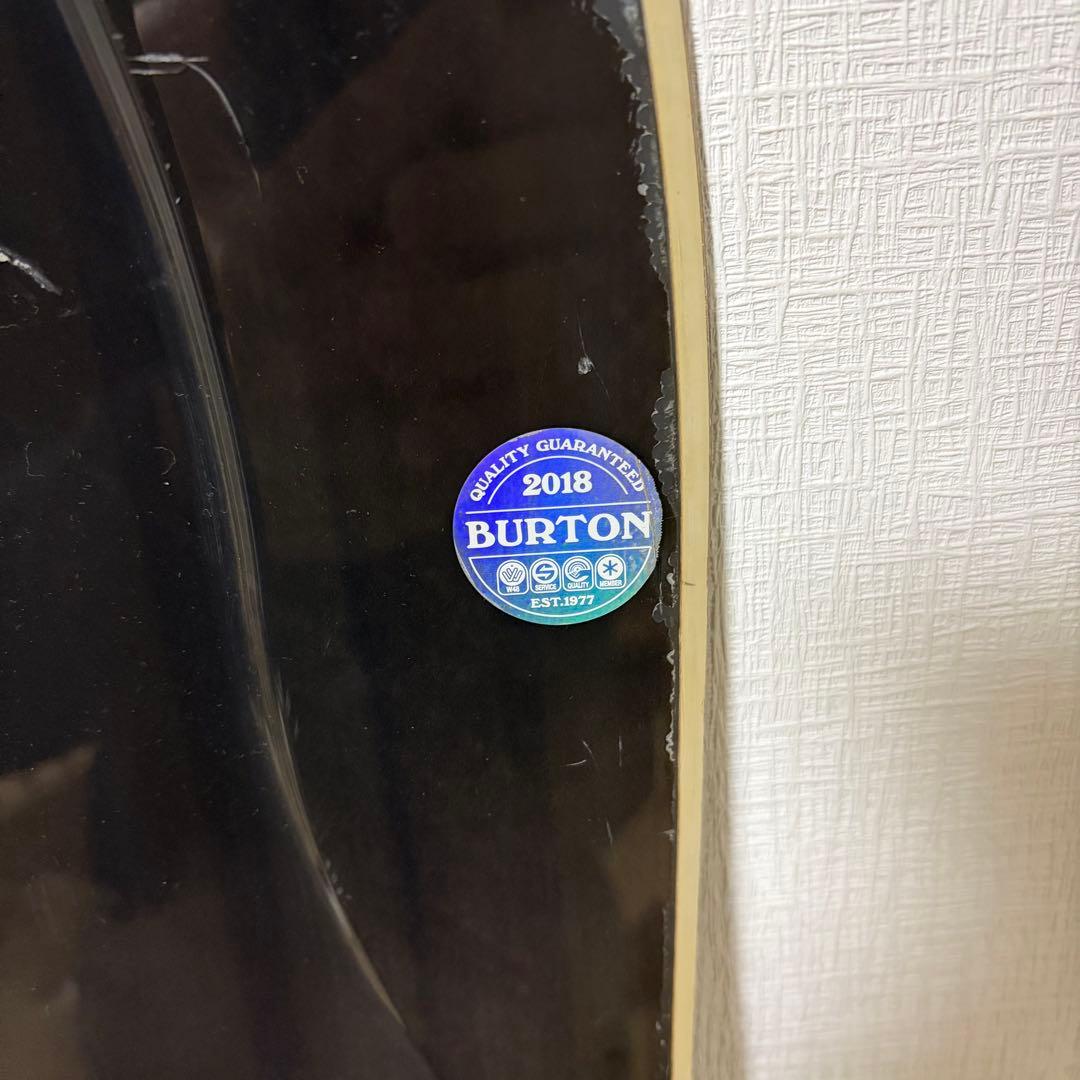 QUALITY GUARANTEED
2018
BURTON
W48 SERVICE QUALITY MEMBER
EST.1977